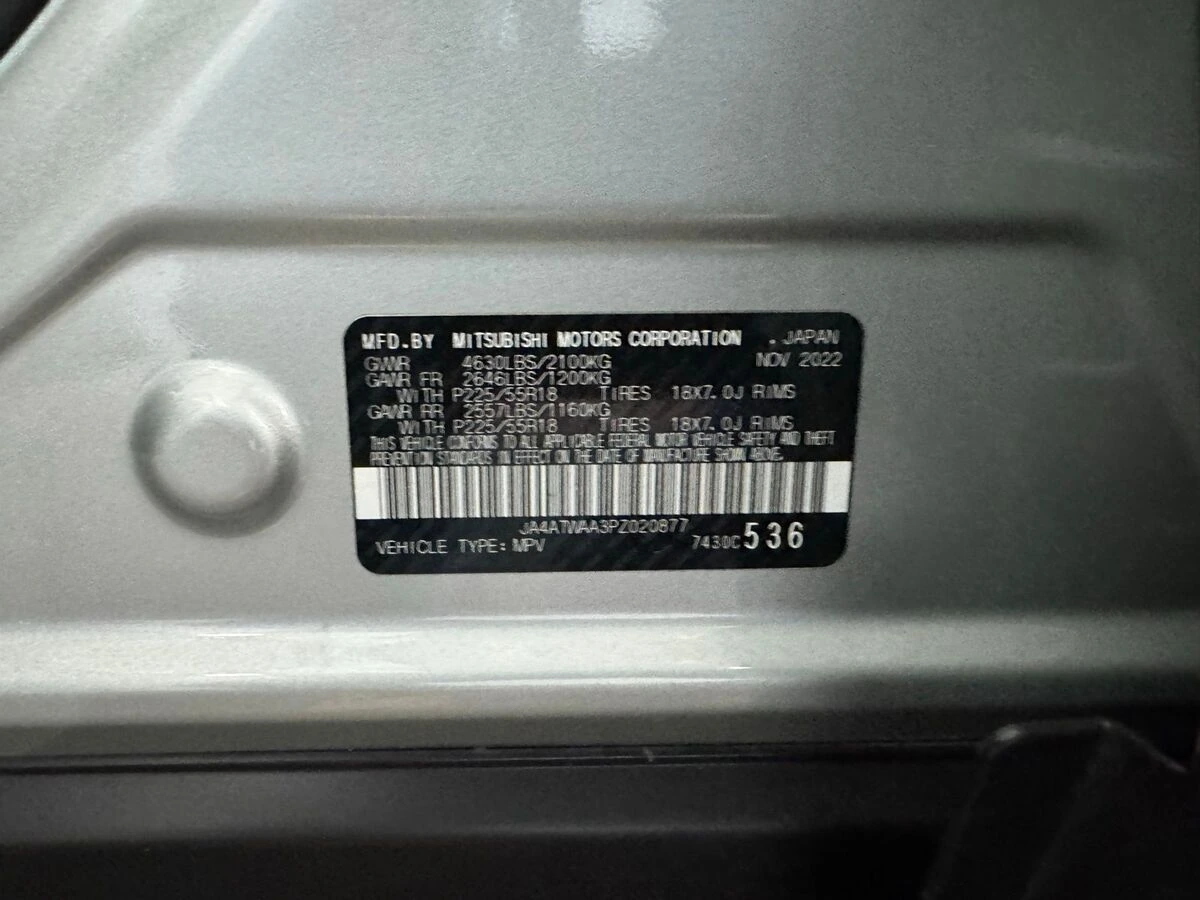 MFD.BY MITSUBISHI MOTORS CORPORATION .JAPAN
GVWR 4630LBS/2100KG NOV 2022
GAWR FR 2646LBS/1200KG
WITH P225/55R18 TIRES 18X7.0J RIMS
GAWR RR 2557LBS/1160KG
WITH P225/55R18 TIRES 18X7.0J RIMS
THIS VEHICLE CONFORMS TO ALL APPLICABLE FEDERAL MOTOR VEHICLE SAFETY AND THEFT
PREVENTION STANDARDS IN EFFECT ON THE DATE OF MANUFACTURE SHOWN ABOVE.
JA4ATWAA3PZ020877
VEHICLE TYPE: MPV 7430C 536